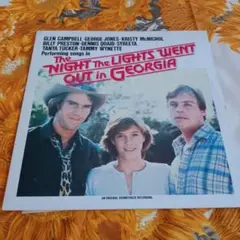 GLEN CAMPBELL·GEORGE JONES·KRISTY McNICHOL
BILLY PRESTON·DENNIS QUAID·SYREETA
TANYA TUCKER·TAMMY WYNETTE
Performing songs in
The NIGHT The LIGHTS WENT
OUT in GEORGIA
AN ORIGINAL SOUNDTRACK RECORDING